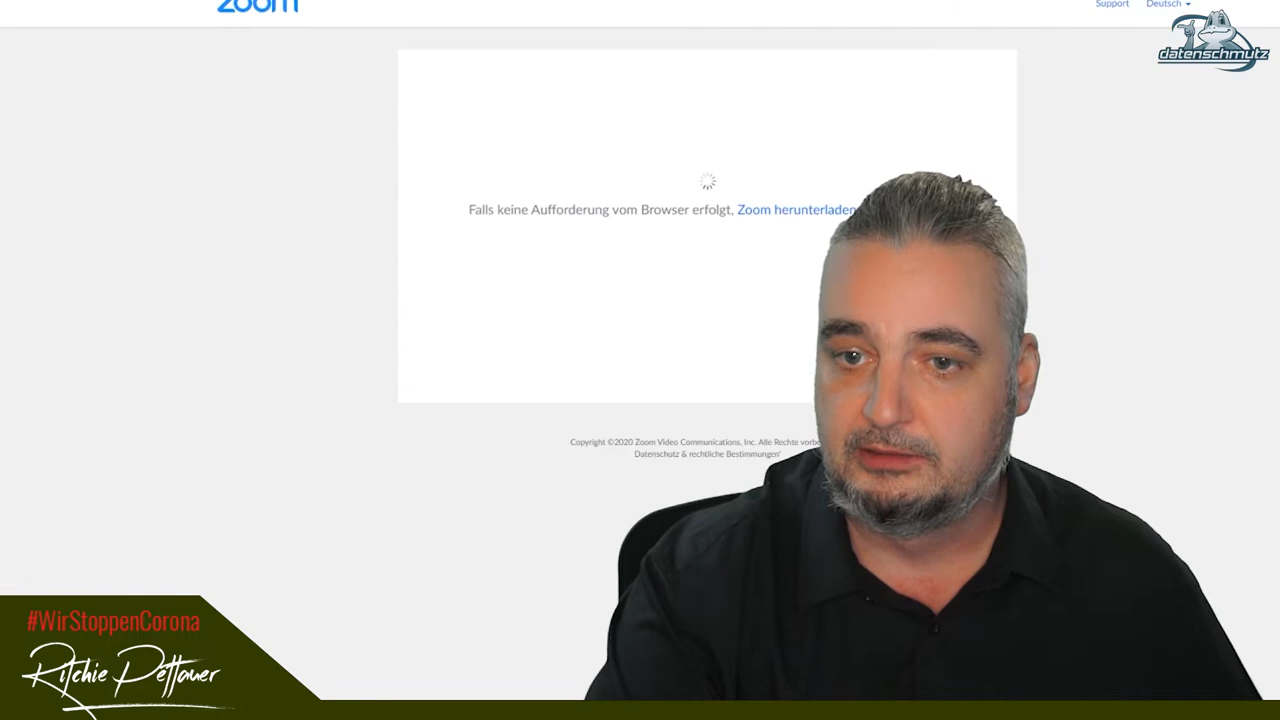 zoom
Support Deutsch
datenschmutz
Falls keine Aufforderung vom Browser erfolgt, Zoom herunterladen
Copyright ©2020 Zoom Video Communications, Inc. Alle Rechte
Datenschutz & rechtliche Bestimmungen
#WirStoppenCorona
Ritchie Pettauer